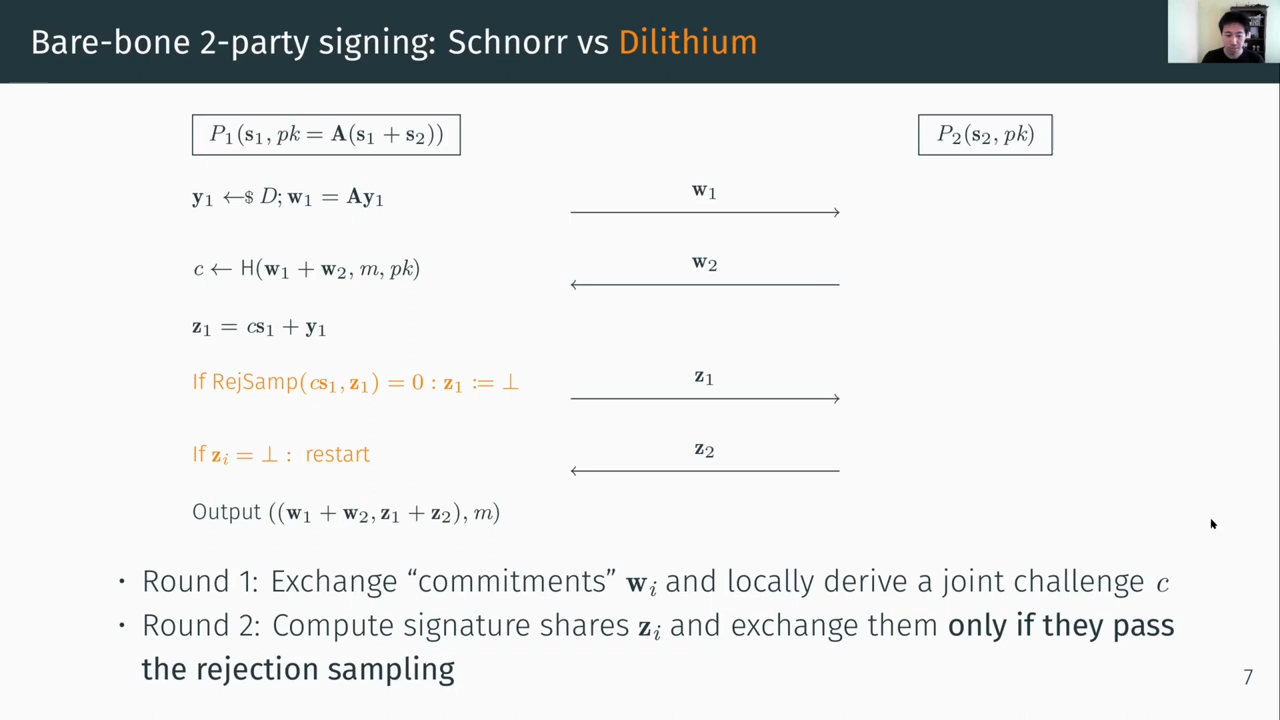 Bare-bone 2-party signing: Schnorr vs Dilithium
P₁(s₁, pk = A(s₁ + s₂))
P₂(s₂, pk)
y₁ ←$ D; w₁ = Ay₁
w₁
c ← H(w₁ + w₂, m, pk)
w₂
z₁ = cs₁ + y₁
If RejSamp(cs₁, z₁) = 0 : z₁ := ⊥
z₁
If zᵢ = ⊥ : restart
z₂
Output ((w₁ + w₂, z₁ + z₂), m)
• Round 1: Exchange “commitments” wᵢ and locally derive a joint challenge c
• Round 2: Compute signature shares zᵢ and exchange them only if they pass
the rejection sampling
7